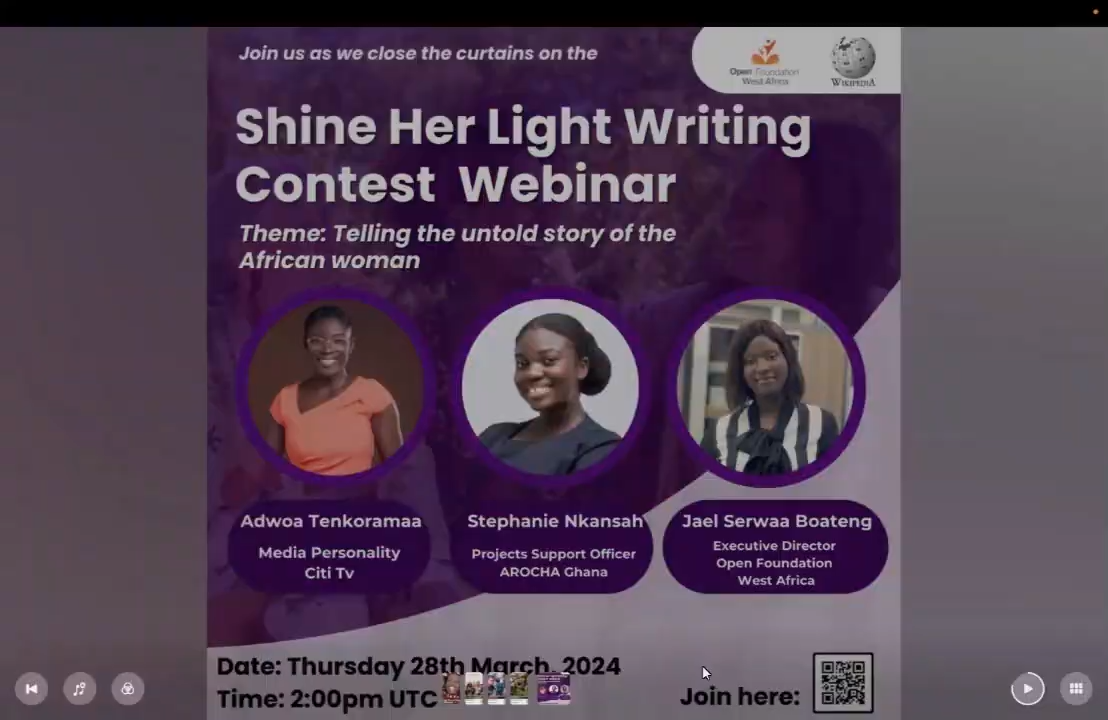 Join us as we close the curtains on the
Open Foundation
West Africa
WIKIPEDIA
Shine Her Light Writing
Contest Webinar
Theme: Telling the untold story of the
African woman
Adwoa Tenkoramaa
Media Personality
Citi Tv
Stephanie Nkansah
Projects Support Officer
AROCHA Ghana
Jael Serwaa Boateng
Executive Director
Open Foundation
West Africa
Date: Thursday 28th March, 2024
Time: 2:00pm UTC
Join here: